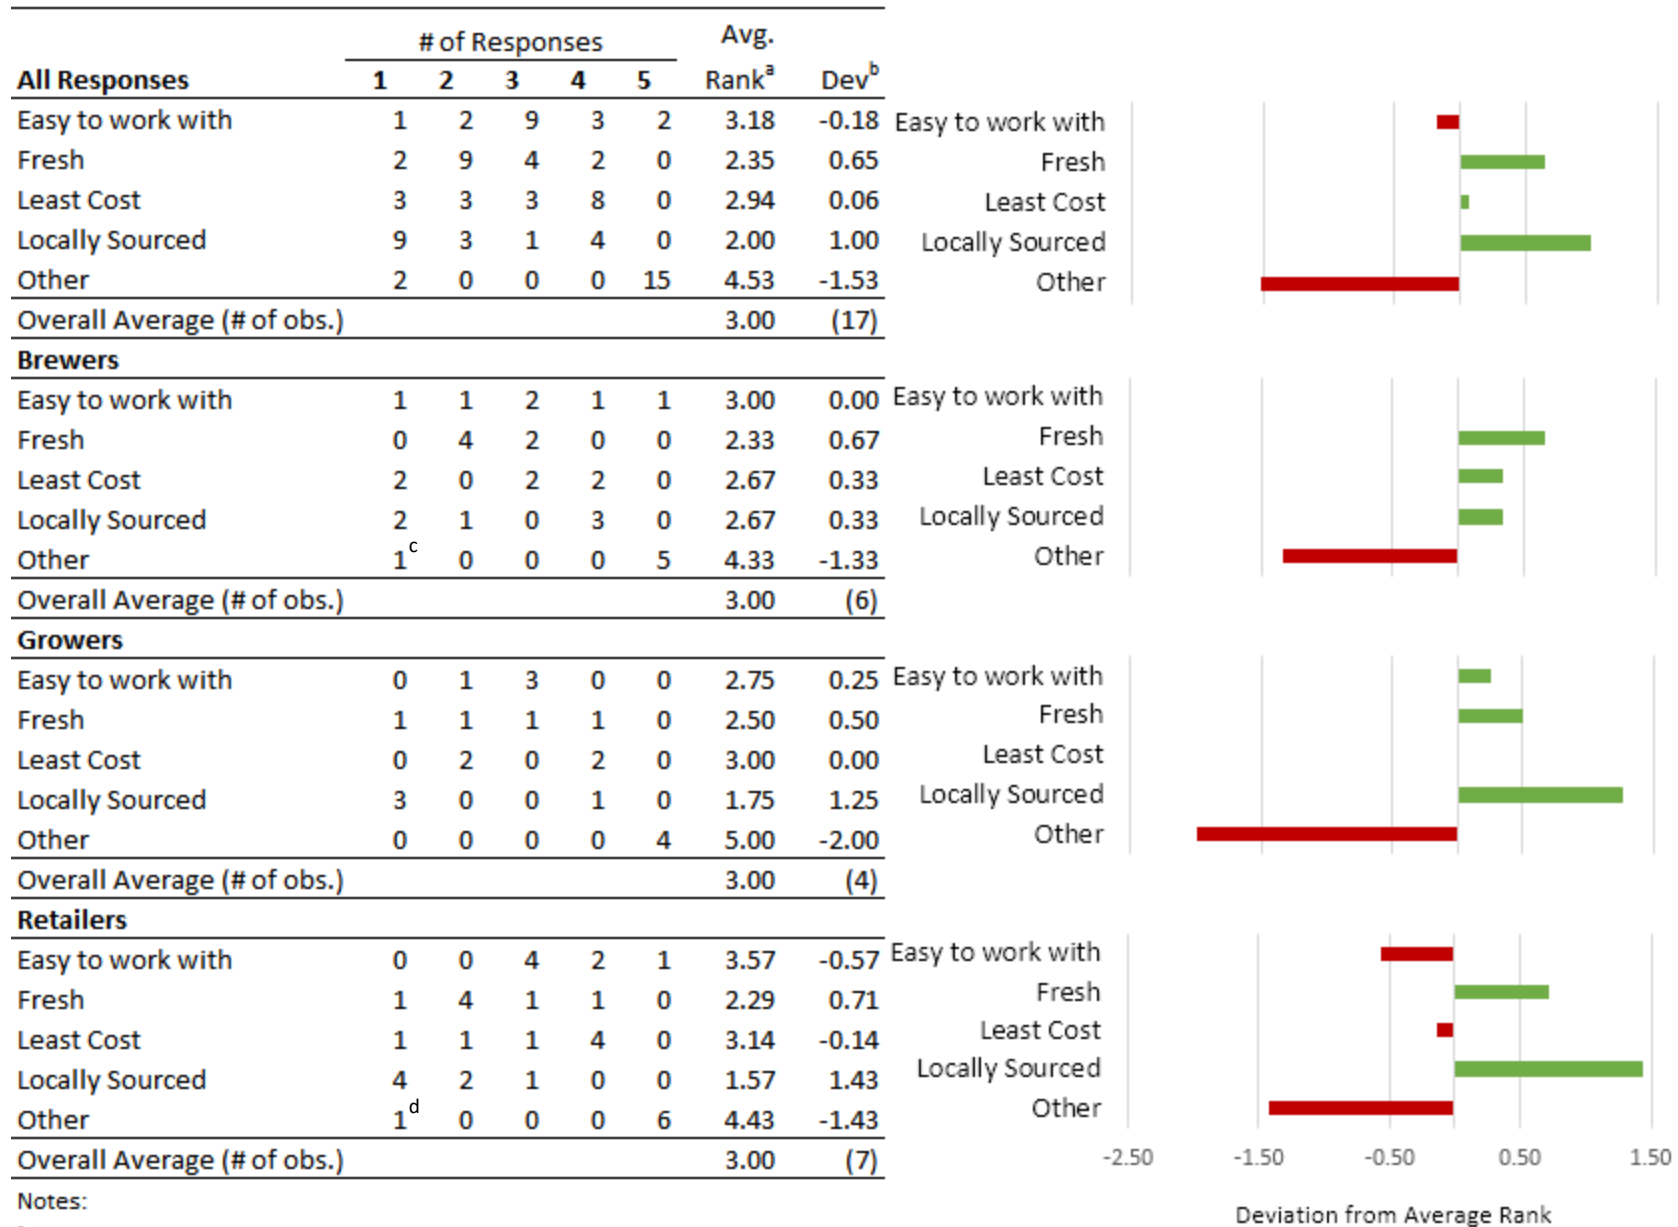 # of Responses Avg.
All Responses 1 2 3 4 5 Rankᵃ Devᵇ
Easy to work with 1 2 9 3 2 3.18 -0.18
Fresh 2 9 4 2 0 2.35 0.65
Least Cost 3 3 3 8 0 2.94 0.06
Locally Sourced 9 3 1 4 0 2.00 1.00
Other 2 0 0 0 15 4.53 -1.53
Overall Average (# of obs.) 3.00 (17)
Brewers
Easy to work with 1 1 2 1 1 3.00 0.00
Fresh 0 4 2 0 0 2.33 0.67
Least Cost 2 0 2 2 0 2.67 0.33
Locally Sourced 2 1 0 3 0 2.67 0.33
Other 1ᶜ 0 0 0 5 4.33 -1.33
Overall Average (# of obs.) 3.00 (6)
Growers
Easy to work with 0 1 3 0 0 2.75 0.25
Fresh 1 1 1 1 0 2.50 0.50
Least Cost 0 2 0 2 0 3.00 0.00
Locally Sourced 3 0 0 1 0 1.75 1.25
Other 0 0 0 0 4 5.00 -2.00
Overall Average (# of obs.) 3.00 (4)
Retailers
Easy to work with 0 0 4 2 1 3.57 -0.57
Fresh 1 4 1 1 0 2.29 0.71
Least Cost 1 1 1 4 0 3.14 -0.14
Locally Sourced 4 2 1 0 0 1.57 1.43
Other 1ᵈ 0 0 0 6 4.43 -1.43
Overall Average (# of obs.) 3.00 (7)
Notes:
Easy to work with
Fresh
Least Cost
Locally Sourced
Other
Easy to work with
Fresh
Least Cost
Locally Sourced
Other
Easy to work with
Fresh
Least Cost
Locally Sourced
Other
Easy to work with
Fresh
Least Cost
Locally Sourced
Other
-2.50 -1.50 -0.50 0.50 1.50
Deviation from Average Rank